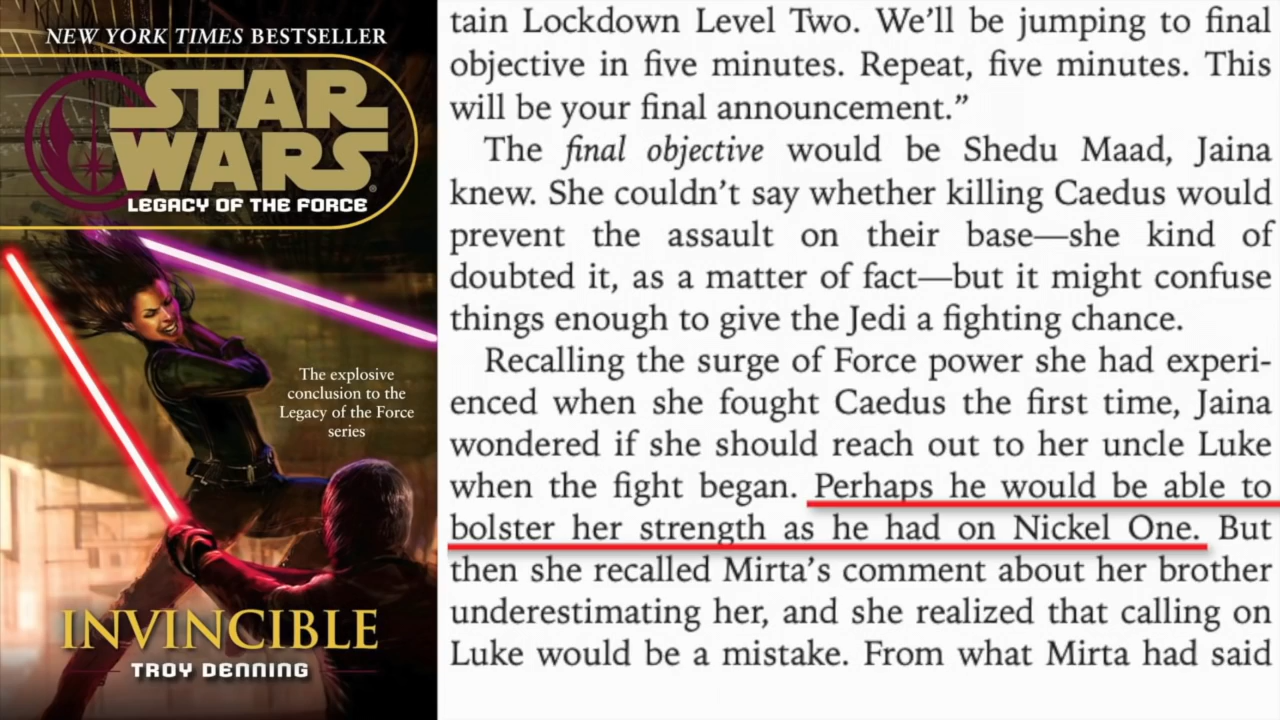 NEW YORK TIMES BESTSELLER
STAR
WARS
LEGACY OF THE FORCE
The explosive
conclusion to the
Legacy of the Force
series
INVINCIBLE
TROY DENNING
tain Lockdown Level Two. We’ll be jumping to final
objective in five minutes. Repeat, five minutes. This
will be your final announcement.”
The final objective would be Shedu Maad, Jaina
knew. She couldn’t say whether killing Caedus would
prevent the assault on their base—she kind of
doubted it, as a matter of fact—but it might confuse
things enough to give the Jedi a fighting chance.
Recalling the surge of Force power she had experi-
enced when she fought Caedus the first time, Jaina
wondered if she should reach out to her uncle Luke
when the fight began. Perhaps he would be able to
bolster her strength as he had on Nickel One. But
then she recalled Mirta’s comment about her brother
underestimating her, and she realized that calling on
Luke would be a mistake. From what Mirta had said